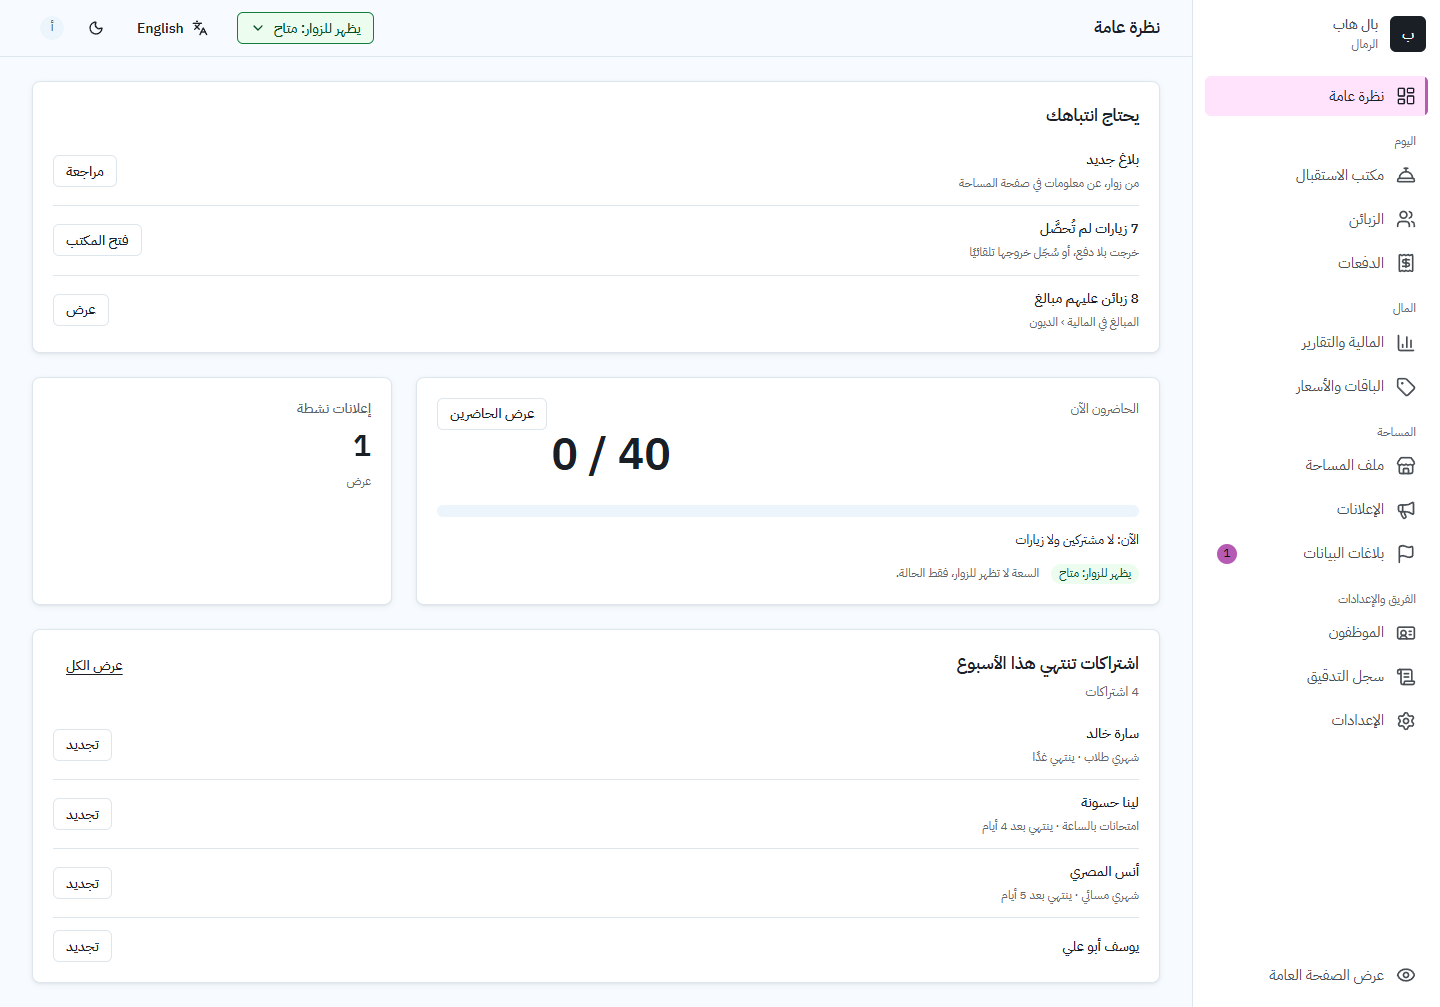 ب
بال هاب
الرمال
نظرة عامة
اليوم
مكتب الاستقبال
الزبائن
الدفعات
المال
المالية والتقارير
الباقات والأسعار
المساحة
ملف المساحة
الإعلانات
بلاغات البيانات
1
الفريق والإعدادات
الموظفون
سجل التدقيق
الإعدادات
عرض الصفحة العامة
نظرة عامة
يظهر للزوار: متاح
English
أ
يحتاج انتباهك
بلاغ جديد
من زوار، عن معلومات في صفحة المساحة
مراجعة
7 زيارات لم تُحصَّل
خرجت بلا دفع، أو سُجّل خروجها تلقائيًا
فتح المكتب
8 زبائن عليهم مبالغ
المبالغ في المالية › الديون
عرض
الحاضرون الآن
عرض الحاضرين
0 / 40
الآن: لا مشتركين ولا زيارات
يظهر للزوار: متاح
السعة لا تظهر للزوار، فقط الحالة.
إعلانات نشطة
1
عرض
اشتراكات تنتهي هذا الأسبوع
4 اشتراكات
عرض الكل
سارة خالد
شهري طلاب · ينتهي غدًا
تجديد
لينا حسونة
امتحانات بالساعة · ينتهي بعد 4 أيام
تجديد
أنس المصري
شهري مسائي · ينتهي بعد 5 أيام
تجديد
يوسف أبو علي
تجديد